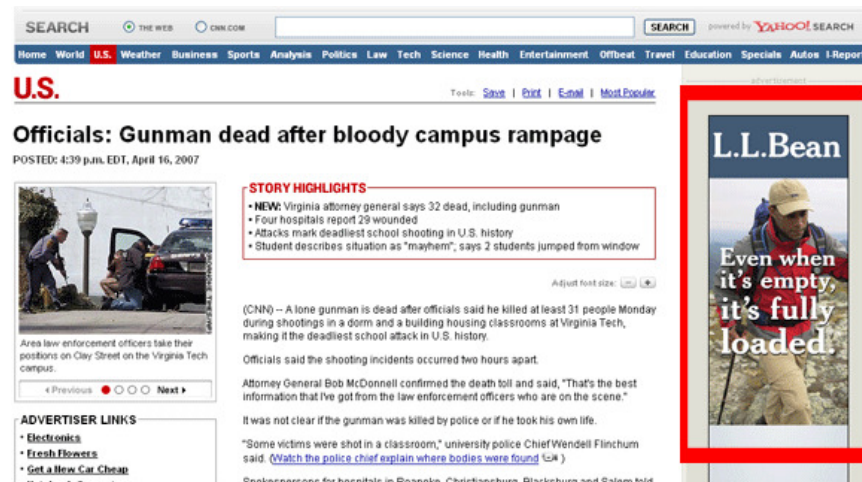 SEARCH THE WEB CNN.COM SEARCH powered by YAHOO! SEARCH
Home World U.S. Weather Business Sports Analysis Politics Law Tech Science Health Entertainment Offbeat Travel Education Specials Autos I-Repor
advertisement
U.S.
Tools: Save | Print | E-mail | Most Popular
Officials: Gunman dead after bloody campus rampage
POSTED: 4:39 p.m. EDT, April 16, 2007
STORY HIGHLIGHTS
• NEW: Virginia attorney general says 32 dead, including gunman
• Four hospitals report 29 wounded
• Attacks mark deadliest school shooting in U.S. history
• Student describes situation as "mayhem"; says 2 students jumped from window
Adjust font size:
Area law enforcement officers take their
positions on Clay Street on the Virginia Tech
campus.
Previous Next
ADVERTISER LINKS
• Electronics
• Fresh Flowers
• Get a New Car Cheap
(CNN) -- A lone gunman is dead after officials said he killed at least 31 people Monday
during shootings in a dorm and a building housing classrooms at Virginia Tech,
making it the deadliest school attack in U.S. history.
Officials said the shooting incidents occurred two hours apart.
Attorney General Bob McDonnell confirmed the death toll and said, "That's the best
information that I've got from the law enforcement officers who are on the scene."
It was not clear if the gunman was killed by police or if he took his own life.
"Some victims were shot in a classroom," university police Chief Wendell Flinchum
said. (Watch the police chief explain where bodies were found )
Spokespersons for hospitals in Roanoke, Christiansburg, Blacksburg and Salem told
L.L.Bean
Even when
it's empty,
it's fully
loaded.